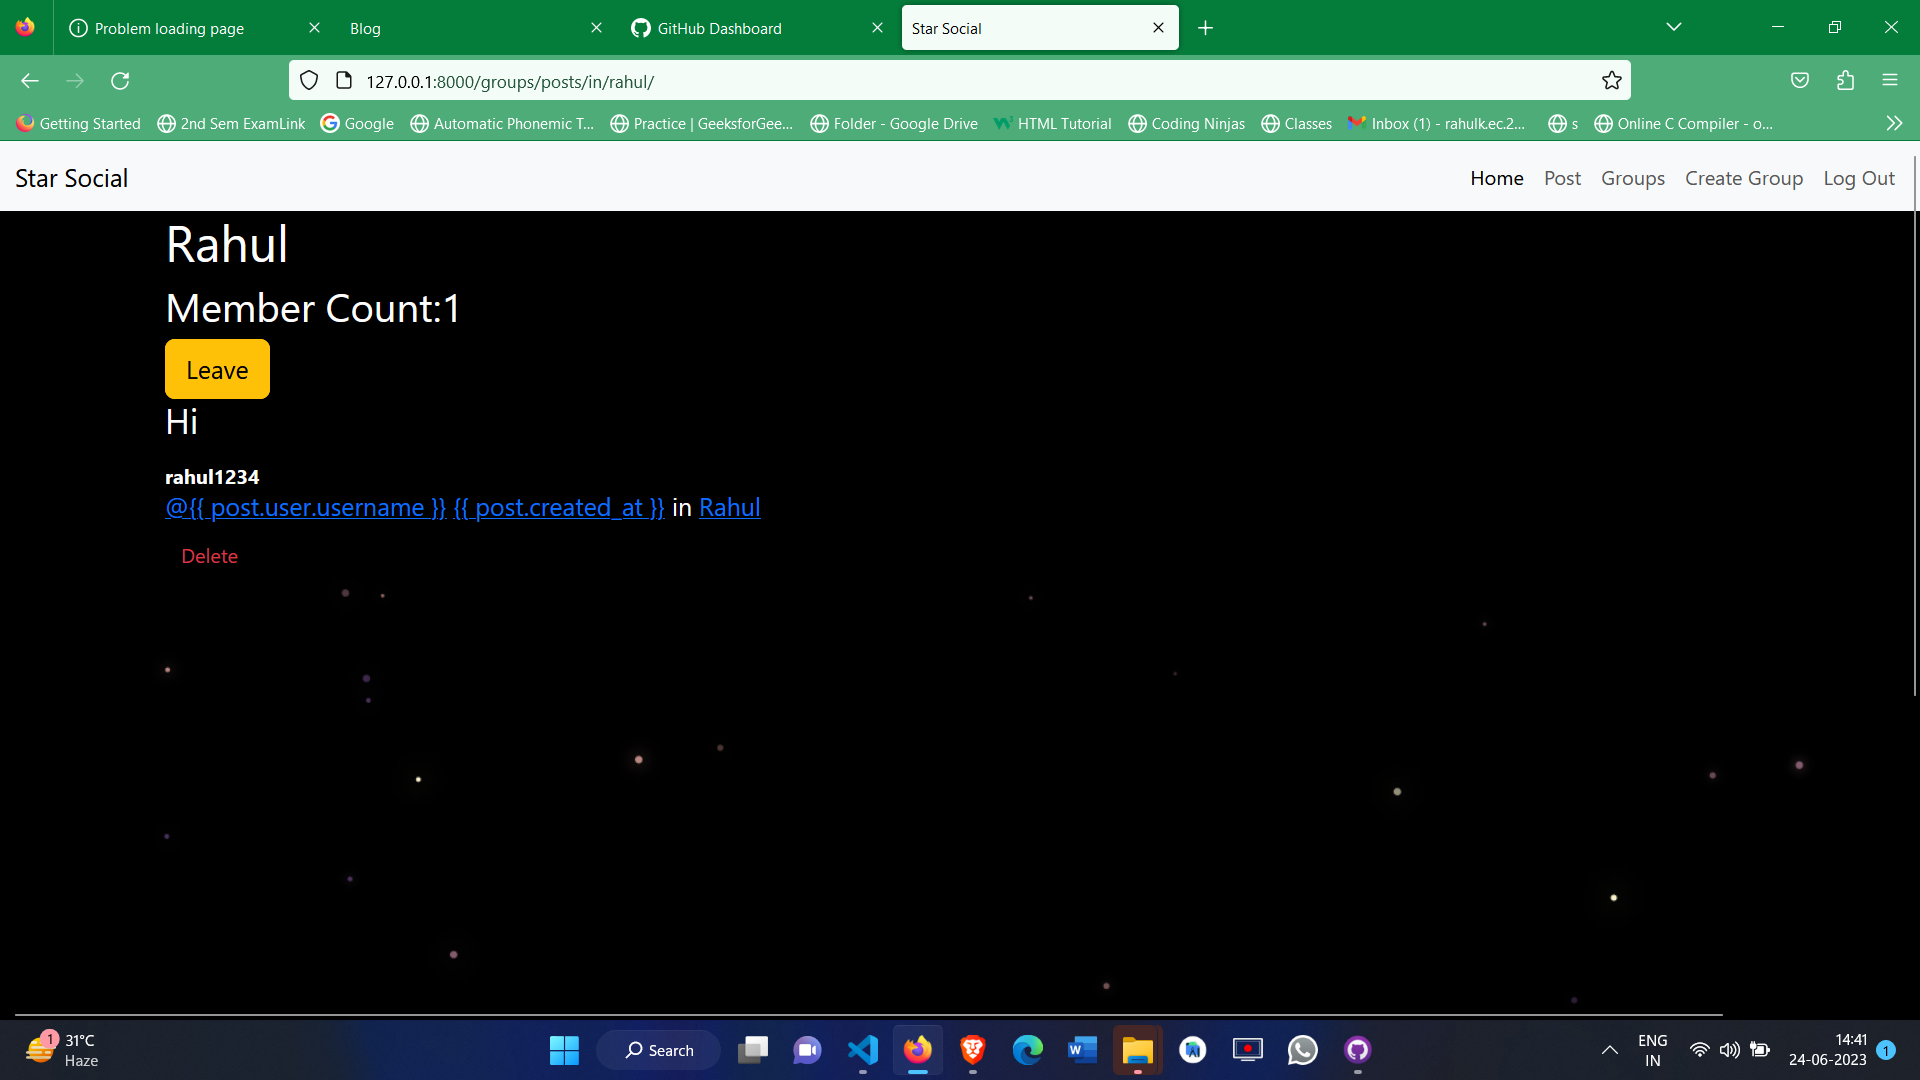 Problem loading page
Blog
GitHub Dashboard
Star Social
127.0.0.1:8000/groups/posts/in/rahul/
Getting Started
2nd Sem ExamLink
Google
Automatic Phonemic T...
Practice | GeeksforGee...
Folder - Google Drive
HTML Tutorial
Coding Ninjas
Classes
Inbox (1) - rahulk.ec.2...
s
Online C Compiler - o...
Star Social
Home
Post
Groups
Create Group
Log Out
Rahul
Member Count:1
Leave
Hi
rahul1234
@{{ post.user.username }} {{ post.created_at }} in Rahul
Delete
1
31°C
Haze
Search
ENG
IN
14:41
24-06-2023
1